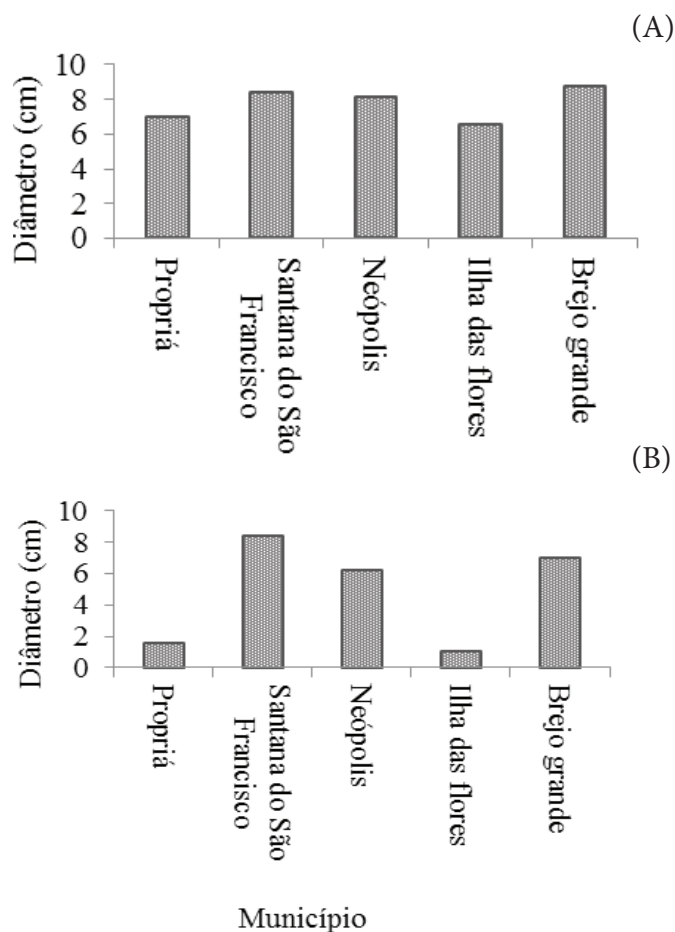 (A)
Diâmetro (cm)
10
8
6
4
2
0
Propriá
Santana do São
Francisco
Neópolis
Ilha das flores
Brejo grande
(B)
Diâmetro (cm)
10
8
6
4
2
0
Propriá
Santana do São
Francisco
Neópolis
Ilha das flores
Brejo grande
Município